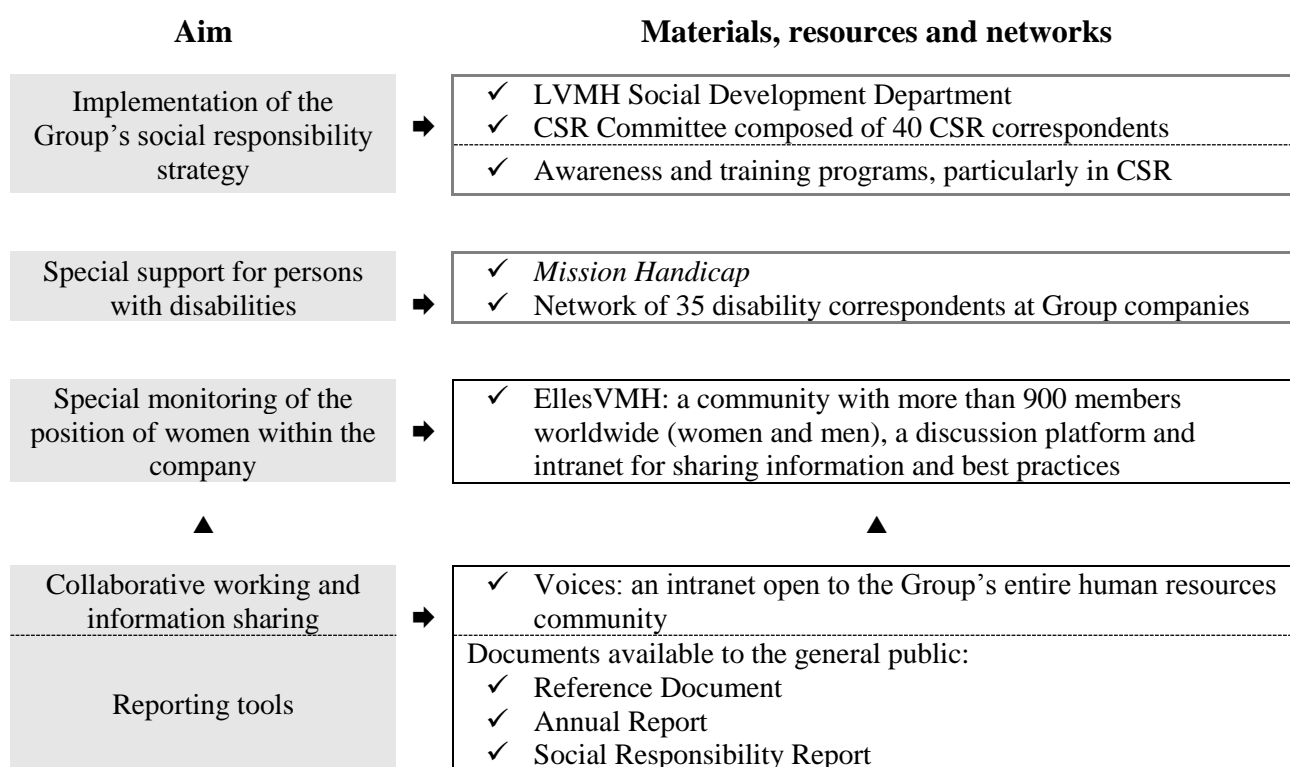 Aim
Materials, resources and networks
Implementation of the
Group's social responsibility
strategy
✓ LVMH Social Development Department
✓ CSR Committee composed of 40 CSR correspondents
✓ Awareness and training programs, particularly in CSR
Special support for persons
with disabilities
✓ Mission Handicap
✓ Network of 35 disability correspondents at Group companies
Special monitoring of the
position of women within the
company
✓ EllesVMH: a community with more than 900 members
worldwide (women and men), a discussion platform and
intranet for sharing information and best practices
Collaborative working and
information sharing
✓ Voices: an intranet open to the Group's entire human resources
community
Reporting tools
Documents available to the general public:
✓ Reference Document
✓ Annual Report
✓ Social Responsibility Report